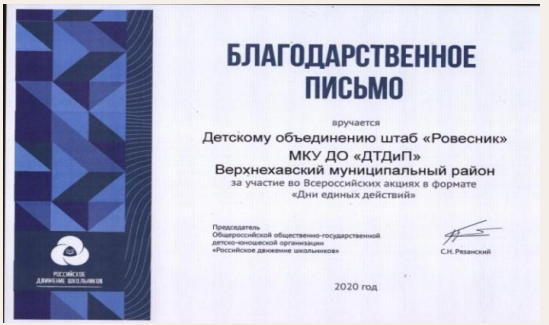 БЛАГОДАРСТВЕННОЕ
ПИСЬМО
вручается
Детскому объединению штаб «Ровесник»
МКУ ДО «ДТДиП»
Верхнехавский муниципальный район
за участие во Всероссийских акциях в формате
«Дни единых действий»
Председатель
Общероссийской общественно-государственной
детско-юношеской организации
«Российское движение школьников»
С.Н. Рязанский
РОССИЙСКОЕ
ДВИЖЕНИЕ ШКОЛЬНИКОВ
2020 год